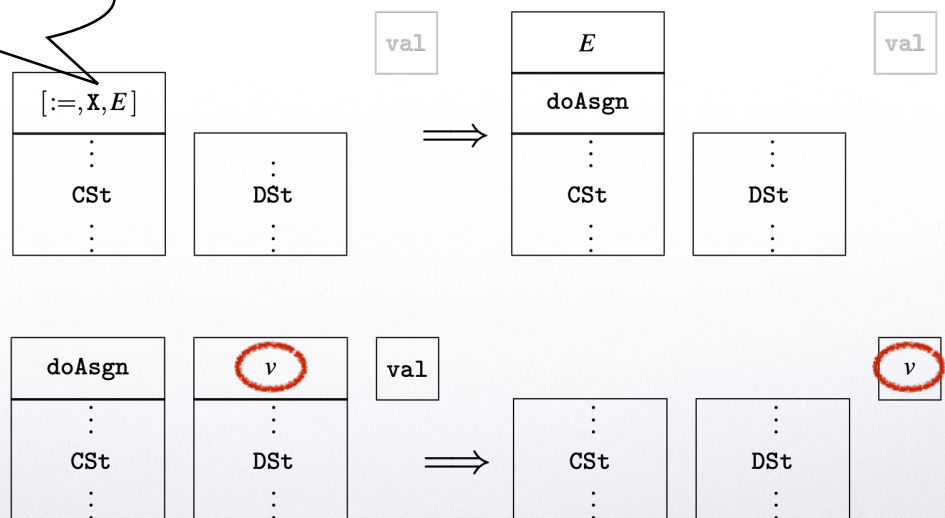 val
E
val
[:=,X,E]
doAsgn
⟹
CSt
DSt
CSt
DSt
doAsgn
v
val
v
CSt
DSt
⟹
CSt
DSt